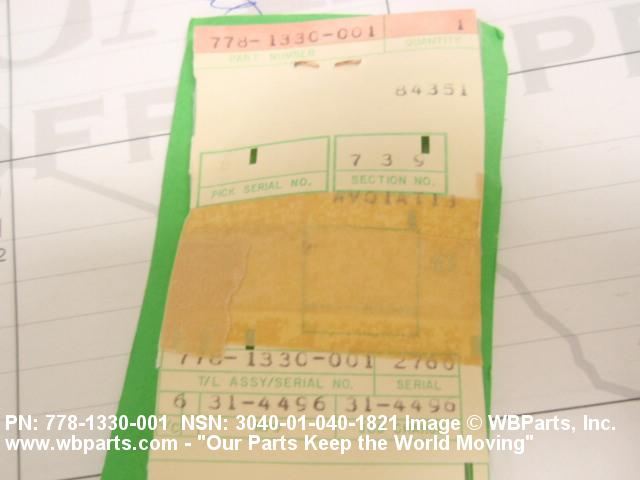 778-1330-001 1
PART NUMBER QUANTITY
84351
7 3 9
PICK SERIAL NO. SECTION NO.
778-1330-001 2766
T/L ASSY/SERIAL NO. SERIAL
6 31-4496 31-4496
PN: 778-1330-001 NSN: 3040-01-040-1821 Image © WBParts, Inc.
www.wbparts.com - "Our Parts Keep the World Moving"